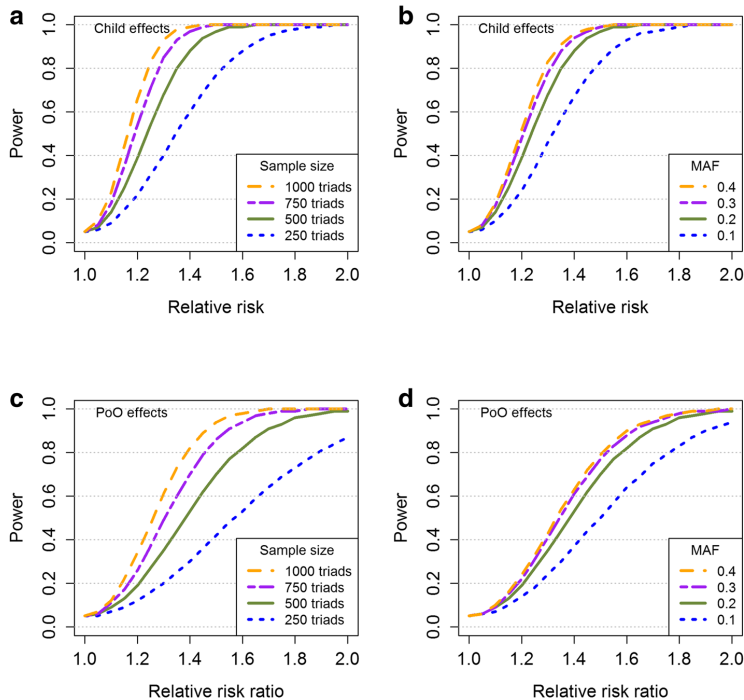 a
Child effects
Power
0.0 0.2 0.4 0.6 0.8 1.0
Sample size
1000 triads
750 triads
500 triads
250 triads
1.0 1.2 1.4 1.6 1.8 2.0
Relative risk
b
Child effects
Power
0.0 0.2 0.4 0.6 0.8 1.0
MAF
0.4
0.3
0.2
0.1
1.0 1.2 1.4 1.6 1.8 2.0
Relative risk
c
PoO effects
Power
0.0 0.2 0.4 0.6 0.8 1.0
Sample size
1000 triads
750 triads
500 triads
250 triads
1.0 1.2 1.4 1.6 1.8 2.0
Relative risk ratio
d
PoO effects
Power
0.0 0.2 0.4 0.6 0.8 1.0
MAF
0.4
0.3
0.2
0.1
1.0 1.2 1.4 1.6 1.8 2.0
Relative risk ratio